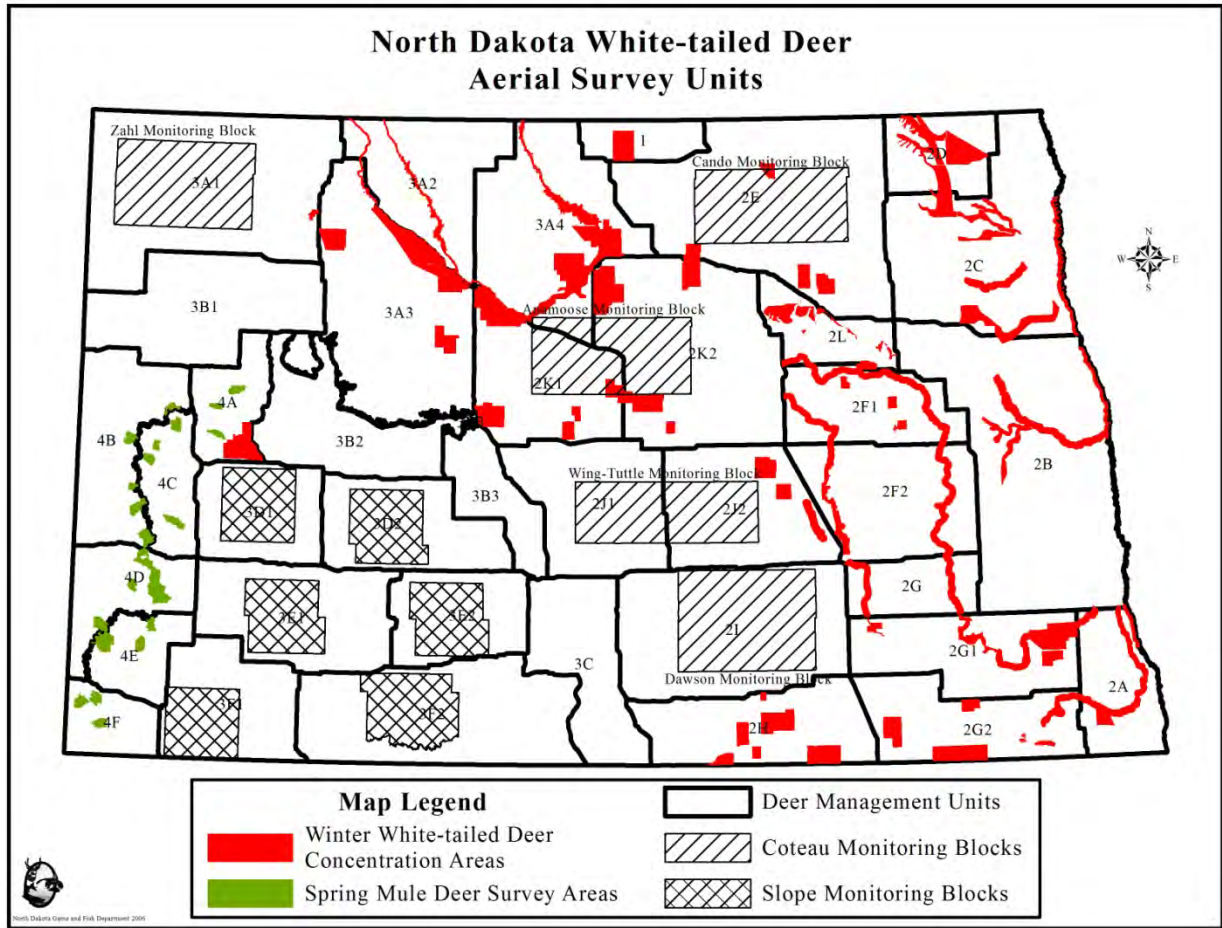 North Dakota White-tailed Deer
Aerial Survey Units
Zahl Monitoring Block
1
Cando Monitoring Block
2D
3A1
3A2
2E
3A4
N
W E
S
2C
3B1
3A3
Anamoose Monitoring Block
2L
2K2
2K1
4A
2F1
4B
3B2
2B
4C
Wing-Tuttle Monitoring Block
3B3
2F2
3D1
3D2
2J1
2J2
4D
2G
3E1
3E2
2I
4E
3C
2G1
Dawson Monitoring Block
2A
3F1
3F2
4F
2H
2G2
Map Legend
Winter White-tailed Deer
Concentration Areas
Spring Mule Deer Survey Areas
Deer Management Units
Coteau Monitoring Blocks
Slope Monitoring Blocks
North Dakota Game and Fish Department 2006